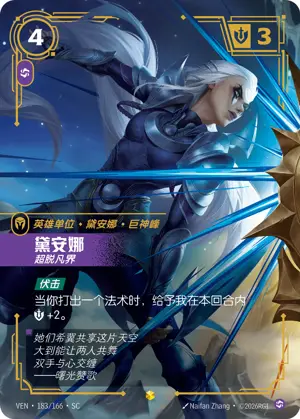 4
3
英雄单位・黛安娜・巨神峰
黛安娜
超脱凡界
伏击
当你打出一个法术时，给予我在本回合内
+2。
她们希冀共享这片天空
大到能让两人共舞
双手与心交缠
——曙光赞歌
VEN・183/166・SC
Naifan Zhang・©2026RGI